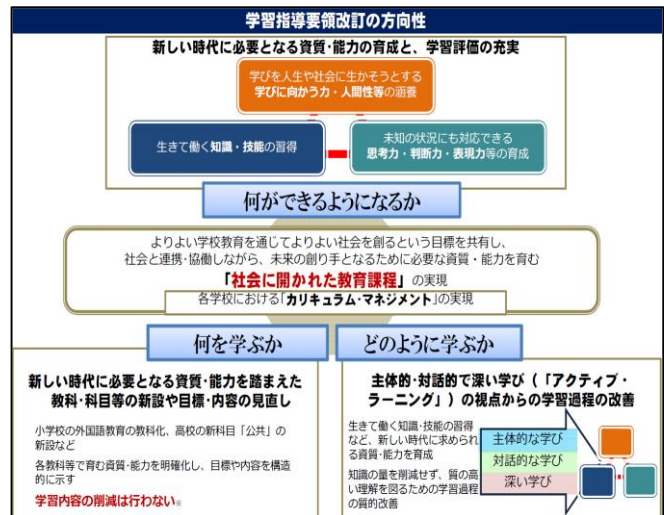 学習指導要領改訂の方向性
新しい時代に必要となる資質・能力の育成と、学習評価の充実
学びを人生や社会に生かそうとする
学びに向かう力・人間性等の涵養
生きて働く知識・技能の習得
未知の状況にも対応できる
思考力・判断力・表現力等の育成
何ができるようになるか
よりよい学校教育を通じてよりよい社会を創るという目標を共有し、
社会と連携・協働しながら、未来の創り手となるために必要な資質・能力を育む
「社会に開かれた教育課程」の実現
各学校における「カリキュラム・マネジメント」の実現
何を学ぶか
新しい時代に必要となる資質・能力を踏まえた
教科・科目等の新設や目標・内容の見直し
小学校の外国語教育の教科化、高校の新科目「公共」の
新設など
各教科等で育む資質・能力を明確化し、目標や内容を構造
的に示す
学習内容の削減は行わない※
どのように学ぶか
主体的・対話的で深い学び(「アクティブ・
ラーニング」)の視点からの学習過程の改善
生きて働く知識・技能の習得
など、新しい時代に求められ
る資質・能力を育成
知識の量を削減せず、質の高
い理解を図るための学習過程
の質的改善
主体的な学び
対話的な学び
深い学び